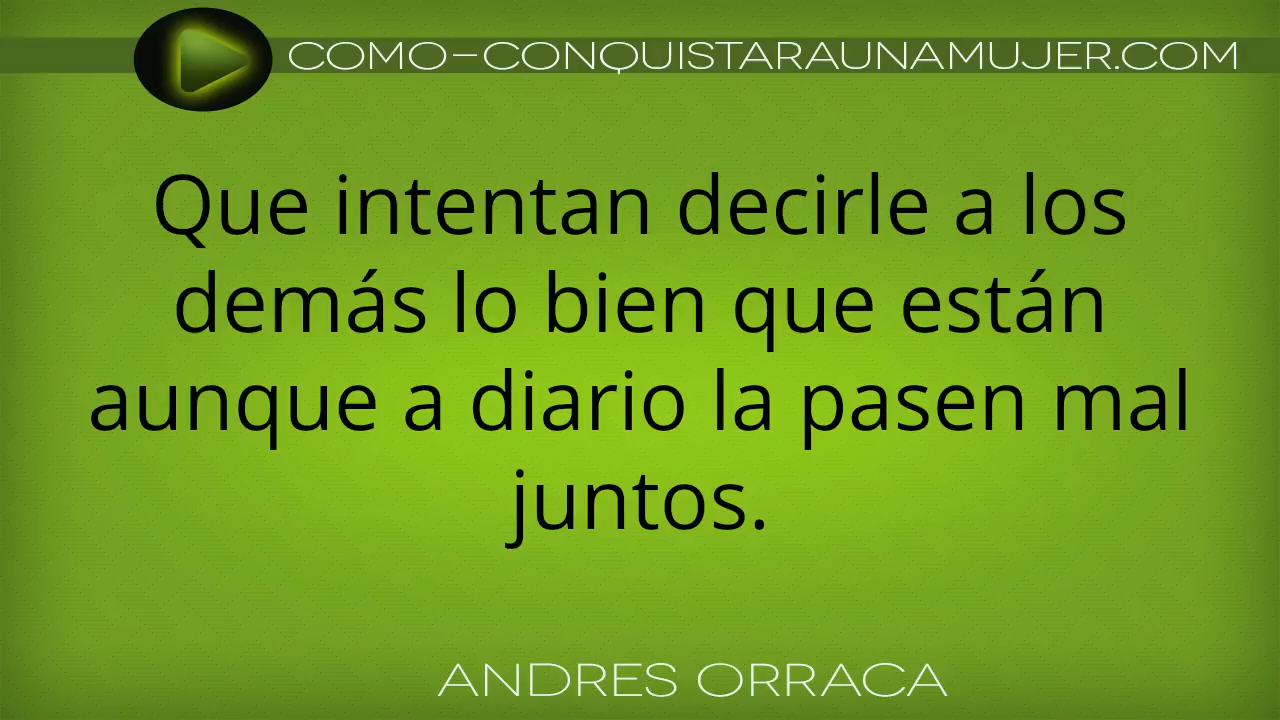 COMO-CONQUISTARAUNAMUJER.COM
Que intentan decirle a los
demás lo bien que están
aunque a diario la pasen mal
juntos.
ANDRES ORRACA